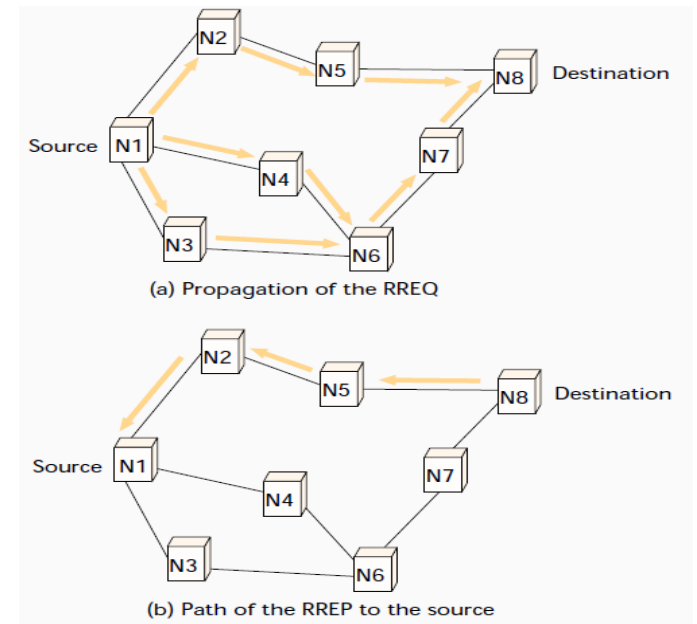 N2
N5
N8 Destination
Source N1
N7
N4
N3
N6
(a) Propagation of the RREQ
N2
N5
N8 Destination
Source N1
N7
N4
N3
N6
(b) Path of the RREP to the source